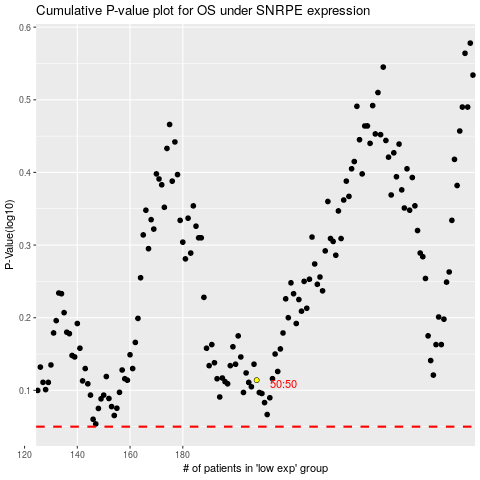 Cumulative P-value plot for OS under SNRPE expression
0.6
0.5
0.4
0.3
0.2
0.1
P-Value(log10)
50:50
120 140 160 180
# of patients in 'low exp' group